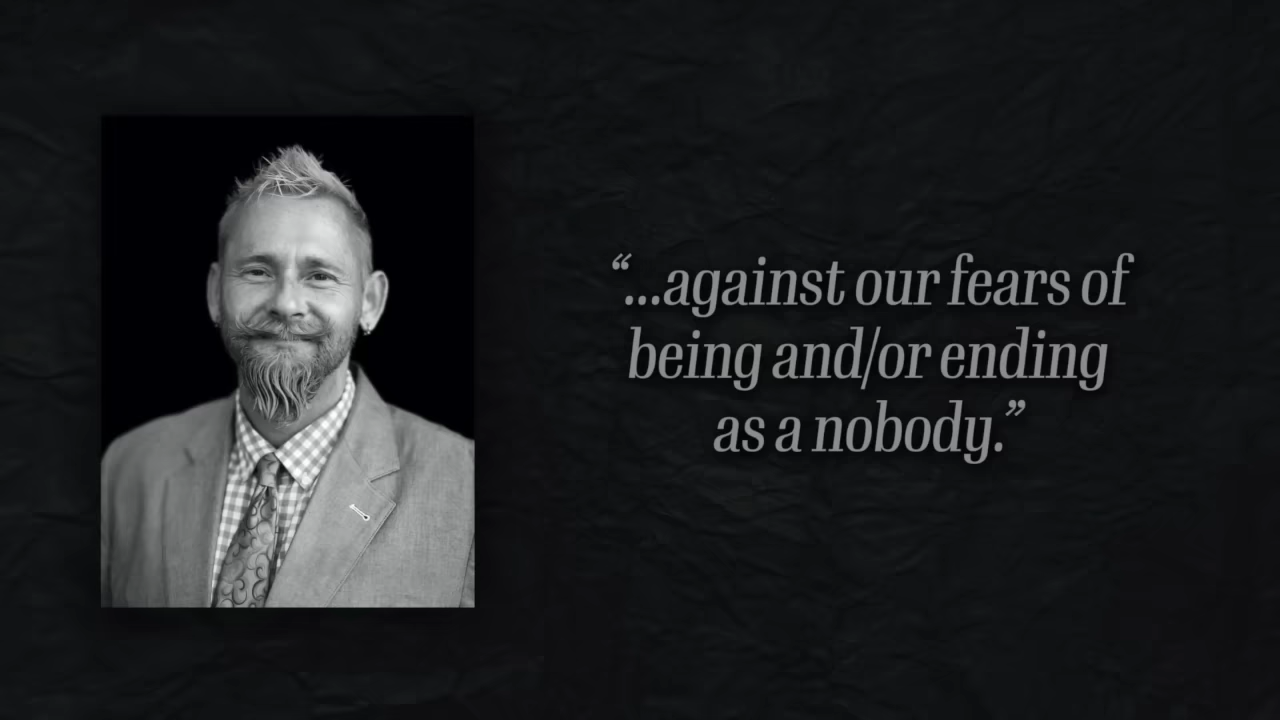 “...against our fears of
being and/or ending
as a nobody.”